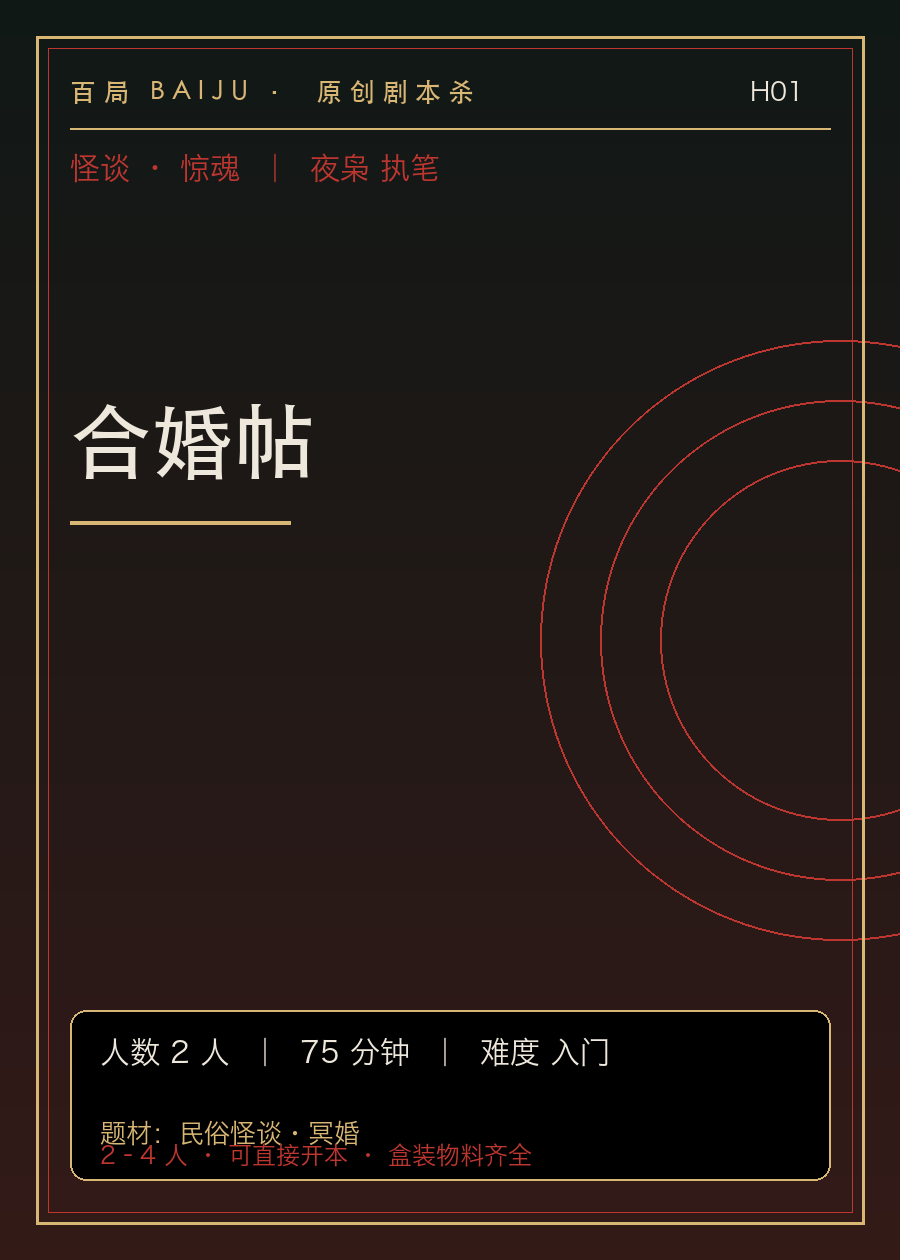 百局 BAIJU · 原创剧本杀 H01
怪谈 · 惊魂 | 夜枭 执笔
合婚帖
人数 2 人 | 75 分钟 | 难度 入门
题材：民俗怪谈 · 冥婚
2-4 人 · 可直接开本 · 盒装物料齐全